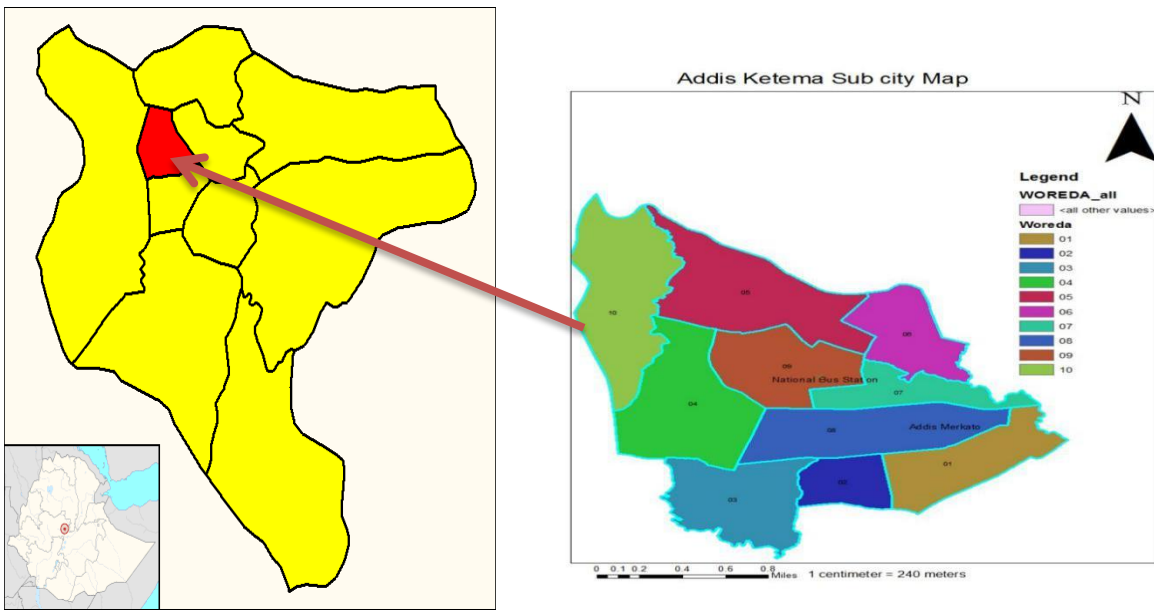 Addis Ketema Sub city Map
N
Legend
WOREDA_all
<all other values>
Woreda
01
02
03
04
05
06
07
08
09
10
05
10
06
09
National Bus Station
07
04
Addis Merkato
08
01
02
03
0 0.1 0.2 0.4 0.6 0.8
Miles 1 centimeter = 240 meters